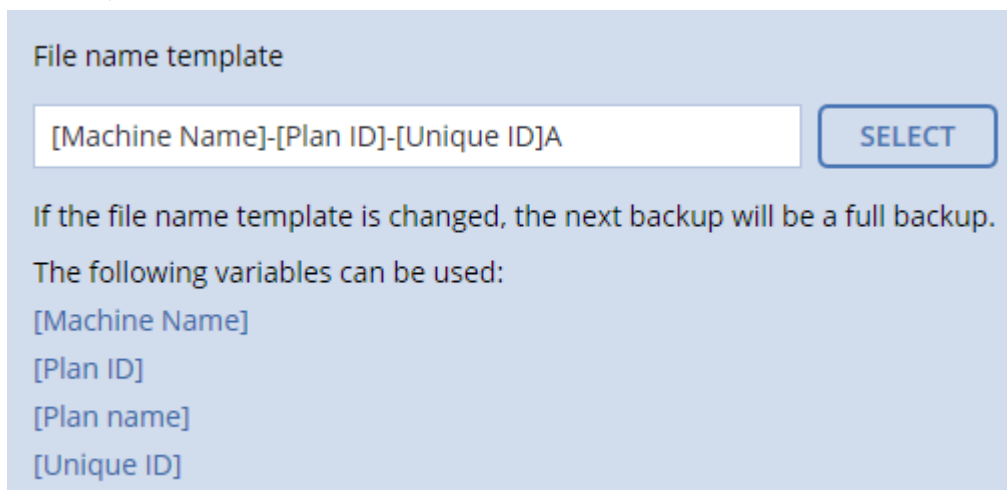 File name template
[Machine Name]-[Plan ID]-[Unique ID]A
SELECT
If the file name template is changed, the next backup will be a full backup.
The following variables can be used:
[Machine Name]
[Plan ID]
[Plan name]
[Unique ID]